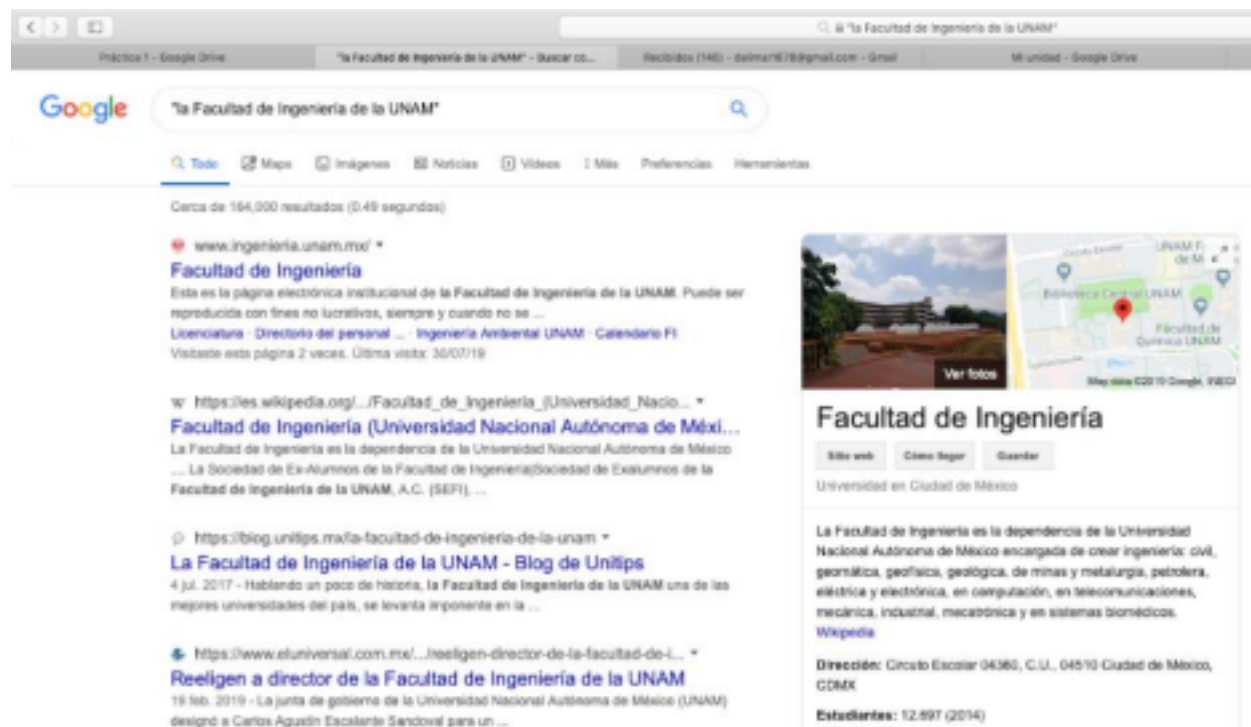 "la Facultad de Ingeniería de la UNAM"
Práctica 1 - Google Drive
"la Facultad de Ingeniería de la UNAM" - Buscar co...
Recibidos (146) - - Gmail
Mi unidad - Google Drive
Google
"la Facultad de Ingeniería de la UNAM"
Todo Maps Imágenes Noticias Vídeos Más Preferencias Herramientas
Cerca de 164,000 resultados (0.49 segundos)
www.ingenieria.unam.mx/
Facultad de Ingeniería
Esta es la página electrónica institucional de la Facultad de Ingeniería de la UNAM. Puede ser
reproducida con fines no lucrativos, siempre y cuando no se ...
Licenciatura · Directorio del personal ... · Ingeniería Ambiental UNAM · Calendario FI
Visitaste esta página 2 veces. Última visita: 30/07/19
W https://es.wikipedia.org/.../Facultad_de_Ingeniería_(Universidad_Nacio...
Facultad de Ingeniería (Universidad Nacional Autónoma de Méxi...
La Facultad de Ingeniería es la dependencia de la Universidad Nacional Autónoma de México
.... La Sociedad de Ex-Alumnos de la Facultad de Ingeniería|Sociedad de Exalumnos de la
Facultad de Ingeniería de la UNAM, A.C. (SEFI), ...
https://blog.unitips.mx/la-facultad-de-ingenieria-de-la-unam
La Facultad de Ingeniería de la UNAM - Blog de Unitips
4 jul. 2017 - Hablando un poco de historia, la Facultad de Ingeniería de la UNAM una de las
mejores universidades del país, se levanta imponente en la ...
https://www.eluniversal.com.mx/.../reeligen-director-de-la-facultad-de-i...
Reeligen a director de la Facultad de Ingeniería de la UNAM
19 feb. 2019 - La junta de gobierno de la Universidad Nacional Autónoma de México (UNAM)
designó a Carlos Agustín Escalante Sandoval para un ...
Ver fotos
Circuito Escolar
Biblioteca Central UNAM
Facultad de
Química UNAM
Map data ©2019 Google, INEGI
Facultad de Ingeniería
Sitio web Cómo llegar Guardar
Universidad en Ciudad de México
La Facultad de Ingeniería es la dependencia de la Universidad
Nacional Autónoma de México encargada de crear ingeniería: civil,
geomática, geofísica, geológica, de minas y metalurgia, petrolera,
eléctrica y electrónica, en computación, en telecomunicaciones,
mecánica, industrial, mecatrónica y en sistemas biomédicos.
Wikipedia
Dirección: Circuito Escolar 04360, C.U., 04510 Ciudad de México,
CDMX
Estudiantes: 12.697 (2014)